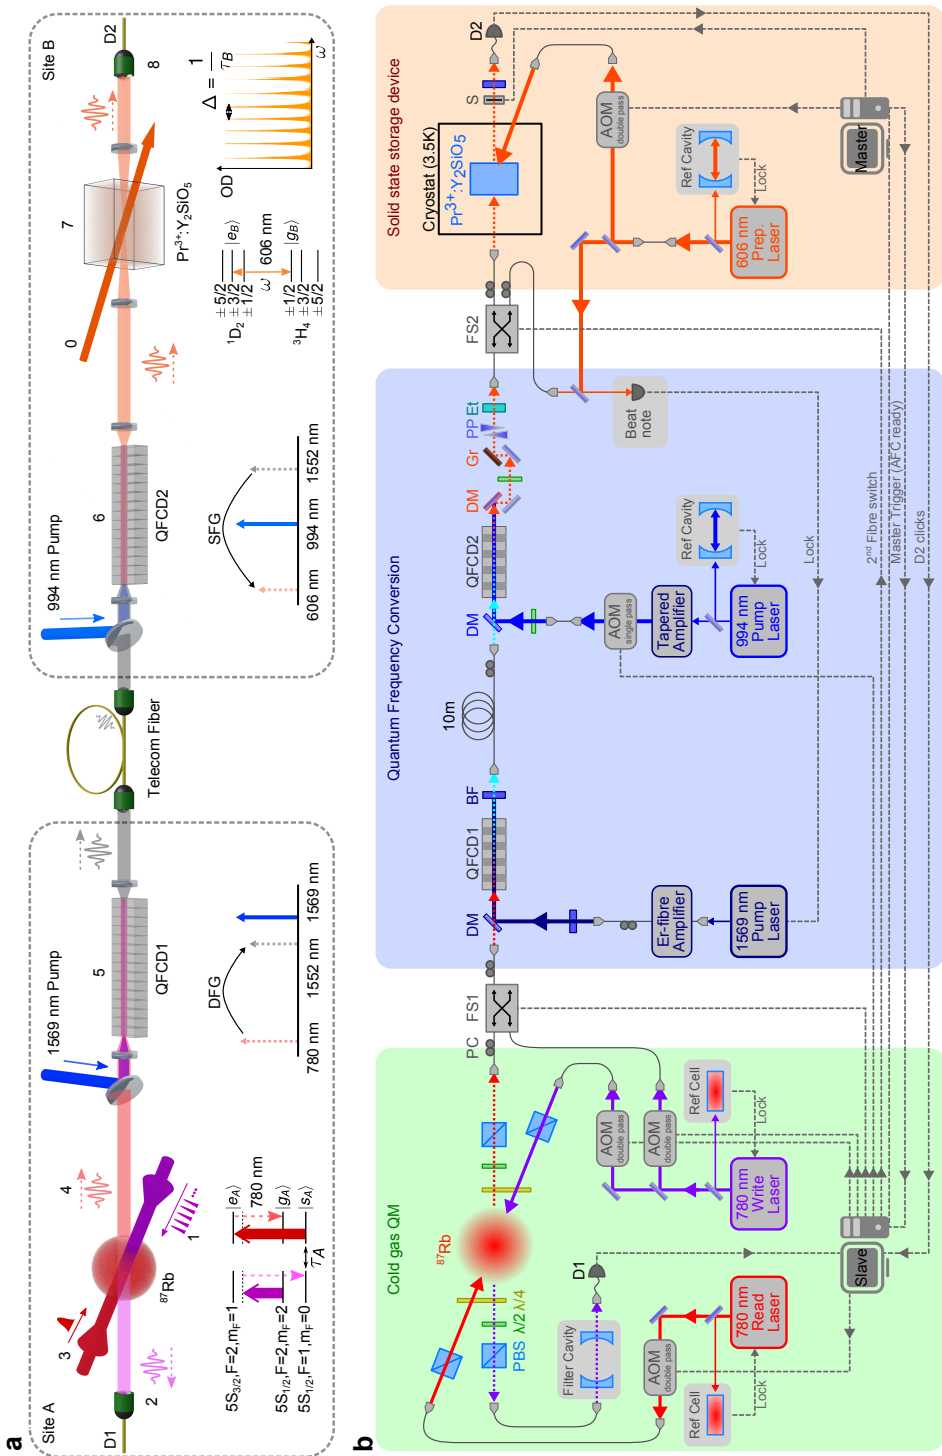 a
Site A
D1
2
3
4
1
⁸⁷Rb
5S3/2,F=2,mF=1
5S1/2,F=2,mF=2
5S1/2,F=1,mF=0
|eA⟩
780 nm
|gA⟩
|sA⟩
τA
1569 nm Pump
5
QFCD1
DFG
780 nm
1552 nm
1569 nm
Telecom Fiber
Site B
994 nm Pump
6
QFCD2
SFG
606 nm
994 nm
1552 nm
0
7
Pr³⁺:Y₂SiO₅
8
D2
¹D₂
± 5/2
± 3/2
± 1/2
|eB⟩
ω
606 nm
³H₄
± 1/2
± 3/2
± 5/2
|gB⟩
OD
Δ = 1/τB
ω
b
Cold gas QM
⁸⁷Rb
PBS λ/2 λ/4
Filter Cavity
D1
AOM
double pass
Ref Cell
Lock
780 nm
Read
Laser
Slave
AOM
double pass
AOM
double pass
780 nm
Write
Laser
Ref Cell
Lock
PC
FS1
Quantum Frequency Conversion
DM
QFCD1
BF
Er-fibre
Amplifier
1569 nm
Pump
Laser
10m
DM
QFCD2
DM
Gr
PP
Et
AOM
single pass
Tapered
Amplifier
994 nm
Pump
Laser
Ref Cavity
Lock
Beat
note
Lock
FS2
Solid state storage device
Cryostat (3.5K)
Pr³⁺:Y₂SiO₅
S
D2
AOM
double pass
Ref Cavity
Lock
606 nm
Prep.
Laser
Master
2nd Fibre switch
Master Trigger (AFC ready)
D2 clicks